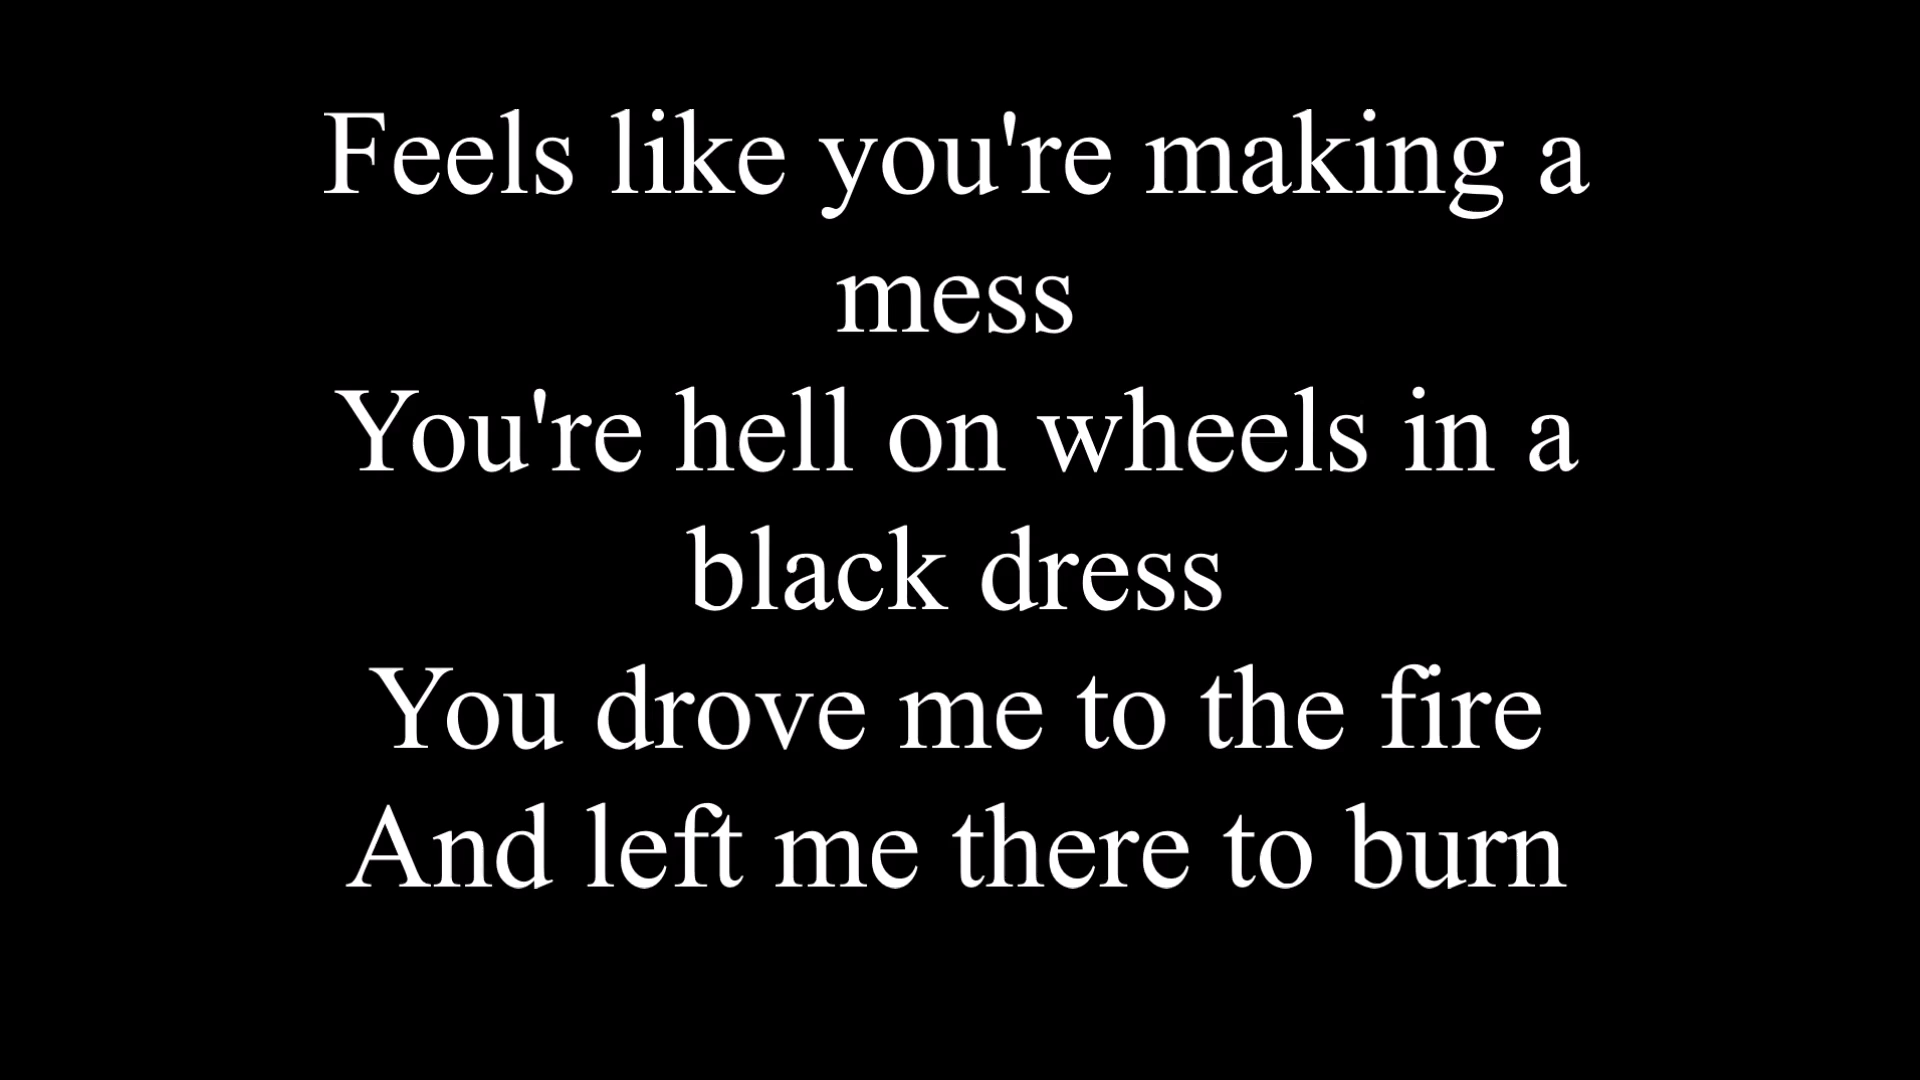 Feels like you're making a
mess
You're hell on wheels in a
black dress
You drove me to the fire
And left me there to burn